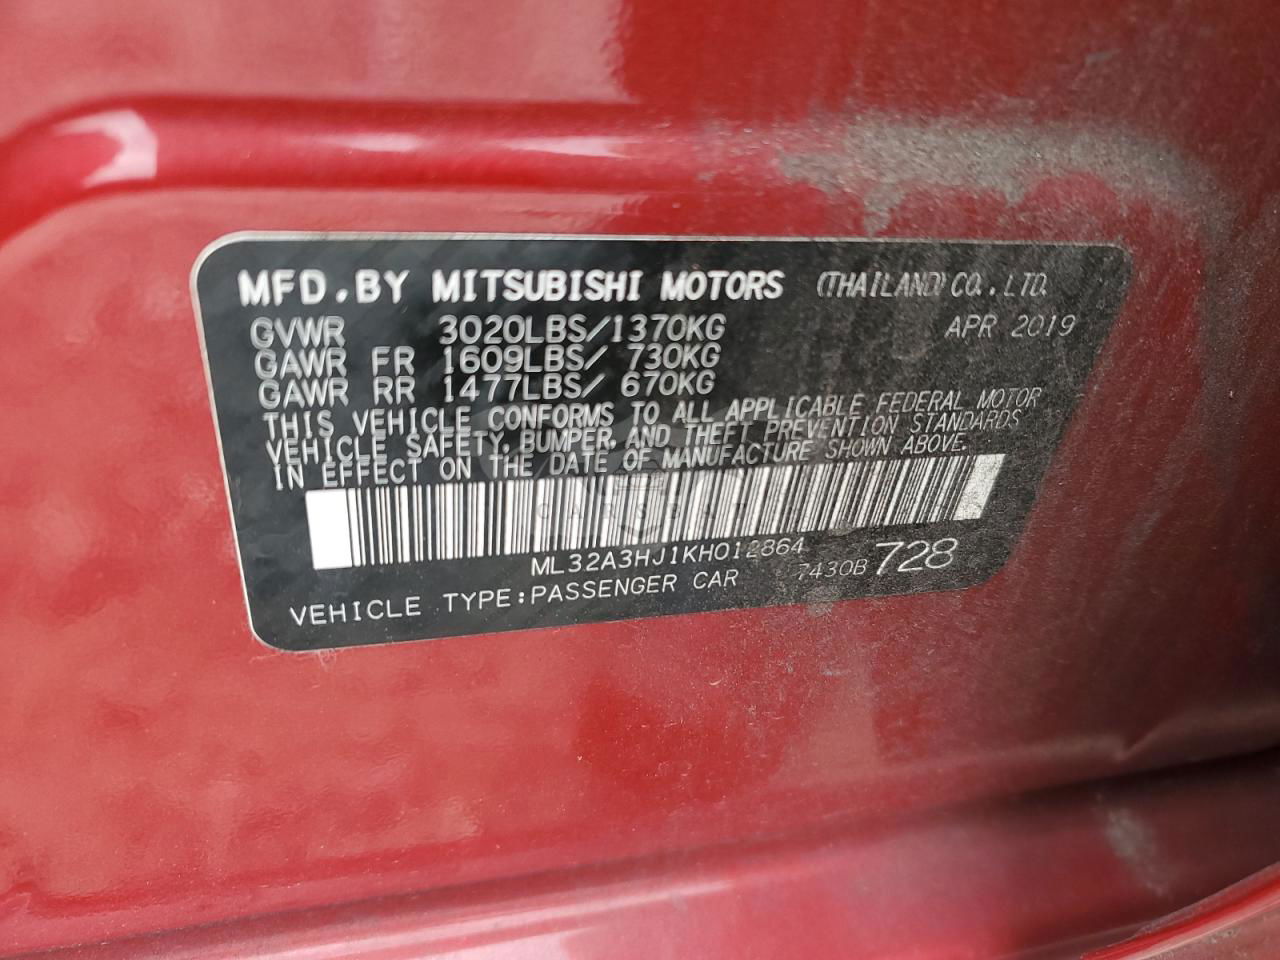 MFD.BY MITSUBISHI MOTORS (THAILAND)CO.,LTD.
GVWR 3020LBS/1370KG APR 2019
GAWR FR 1609LBS/ 730KG
GAWR RR 1477LBS/ 670KG
THIS VEHICLE CONFORMS TO ALL APPLICABLE FEDERAL MOTOR
VEHICLE SAFETY, BUMPER, AND THEFT PREVENTION STANDARDS
IN EFFECT ON THE DATE OF MANUFACTURE SHOWN ABOVE.
ML32A3HJ1KH012864
VEHICLE TYPE:PASSENGER CAR 7430B 728